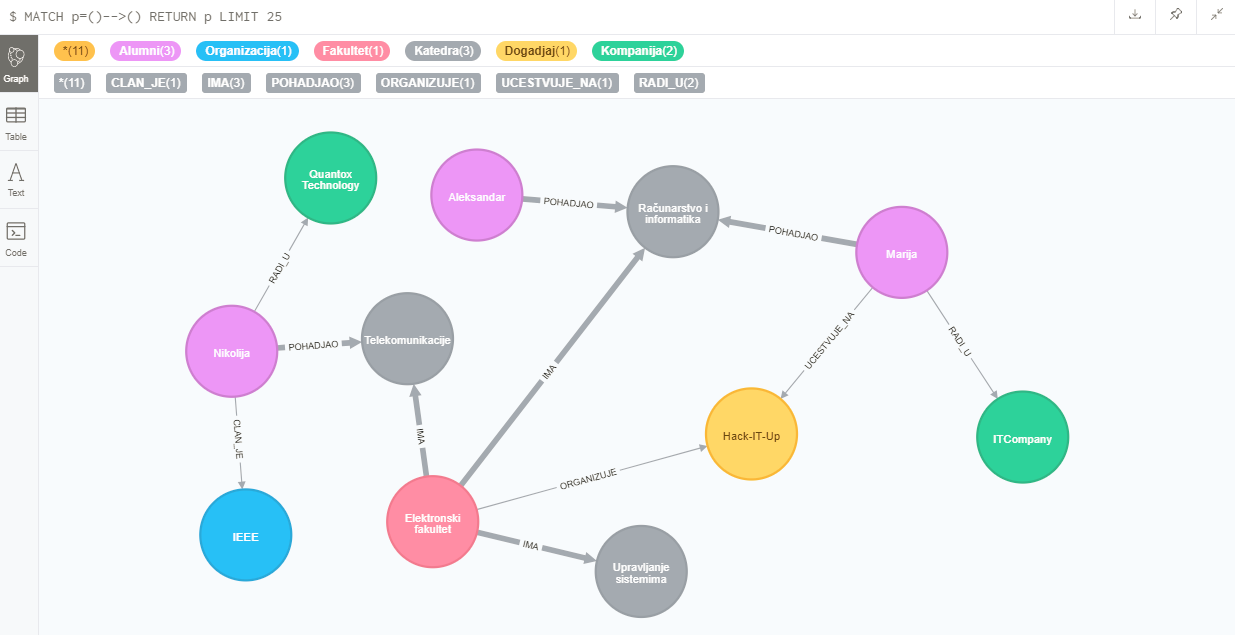 $ MATCH p=()-->() RETURN p LIMIT 25
*(11) Alumni(3) Organizacija(1) Fakultet(1) Katedra(3) Dogadjaj(1) Kompanija(2)
*(11) CLAN_JE(1) IMA(3) POHADJAO(3) ORGANIZUJE(1) UCESTVUJE_NA(1) RADI_U(2)
Graph
Table
Text
Code
Quantox
Technology
Aleksandar
POHADJAO
Računarstvo i
informatika
POHADJAO
Marija
RADI_U
Nikolija
POHADJAO
Telekomunikacije
UCESTVUJE_NA
RADI_U
IMA
CLAN_JE
IMA
Hack-IT-Up
ITCompany
ORGANIZUJE
IEEE
Elektronski
fakultet
IMA
Upravljanje
sistemima